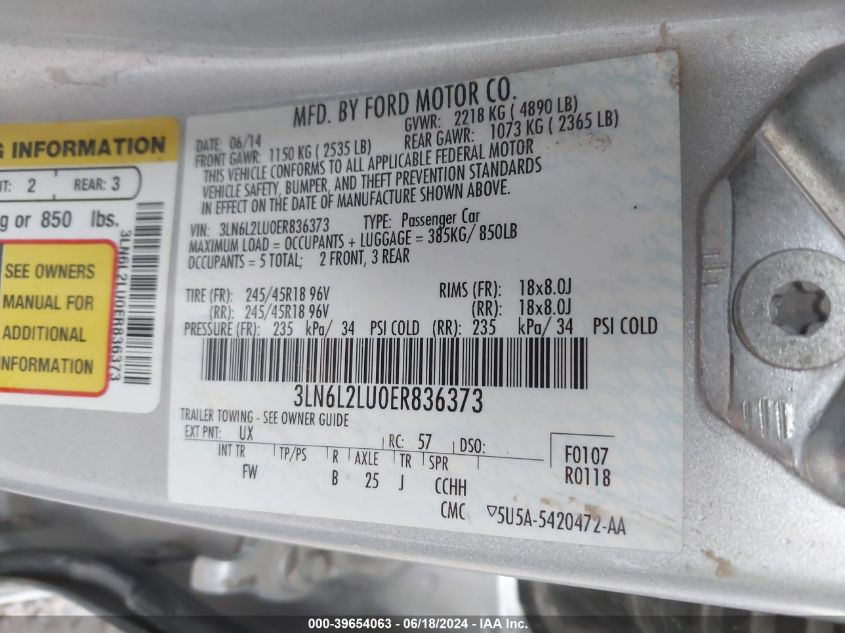 G INFORMATION
NT: 2 REAR: 3
g or 850 lbs.
SEE OWNERS
MANUAL FOR
ADDITIONAL
INFORMATION
3LN6L2LU0ER836373
MFD. BY FORD MOTOR CO.
DATE: 06/14 GVWR: 2218 KG ( 4890 LB)
FRONT GAWR: 1150 KG ( 2535 LB) REAR GAWR: 1073 KG ( 2365 LB)
THIS VEHICLE CONFORMS TO ALL APPLICABLE FEDERAL MOTOR
VEHICLE SAFETY, BUMPER, AND THEFT PREVENTION STANDARDS
IN EFFECT ON THE DATE OF MANUFACTURE SHOWN ABOVE.
VIN: 3LN6L2LU0ER836373 TYPE: Passenger Car
MAXIMUM LOAD = OCCUPANTS + LUGGAGE = 385KG/ 850LB
OCCUPANTS = 5 TOTAL; 2 FRONT, 3 REAR
TIRE (FR): 245/45R18 96V RIMS (FR): 18x8.0J
(RR): 245/45R18 96V (RR): 18x8.0J
PRESSURE (FR): 235 kPa/ 34 PSI COLD (RR): 235 kPa/ 34 PSI COLD
3LN6L2LU0ER836373
TRAILER TOWING - SEE OWNER GUIDE
EXT PNT: UX RC: 57 DSO: F0107
INT TR TP/PS R AXLE TR SPR R0118
FW B 25 J CCHH
CMC ▽5U5A-5420472-AA
000-39654063 - 06/18/2024 - IAA Inc.